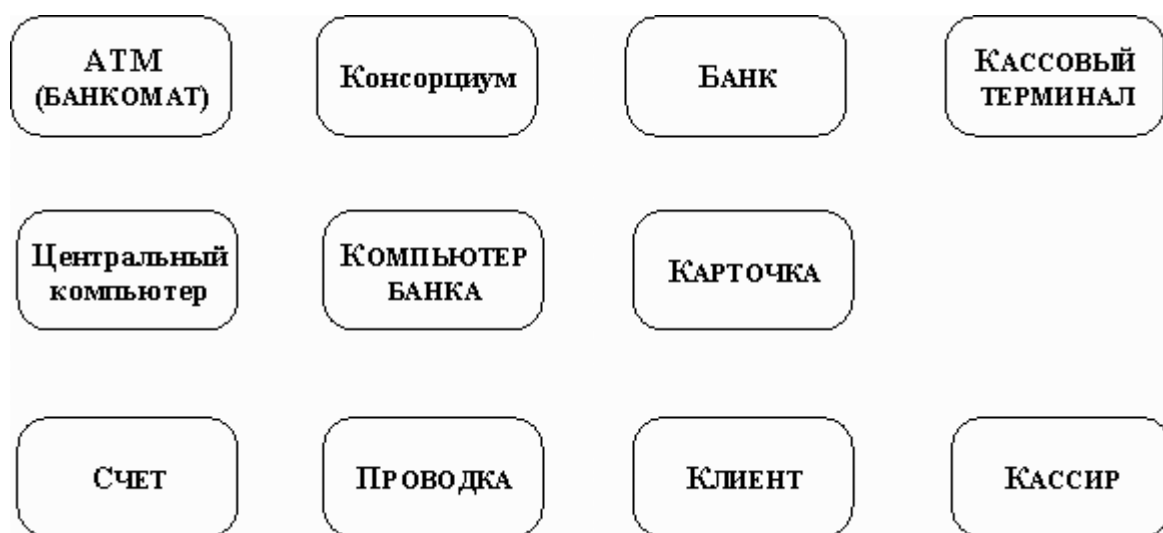 АТМ
(БАНКОМАТ)
Консорциум
БАНК
КАССОВЫЙ
ТЕРМИНАЛ
Центральный
компьютер
КОМПЬЮТЕР
БАНКА
КАРТОЧКА
СЧЕТ
ПРОВОДКА
КЛИЕНТ
КАССИР